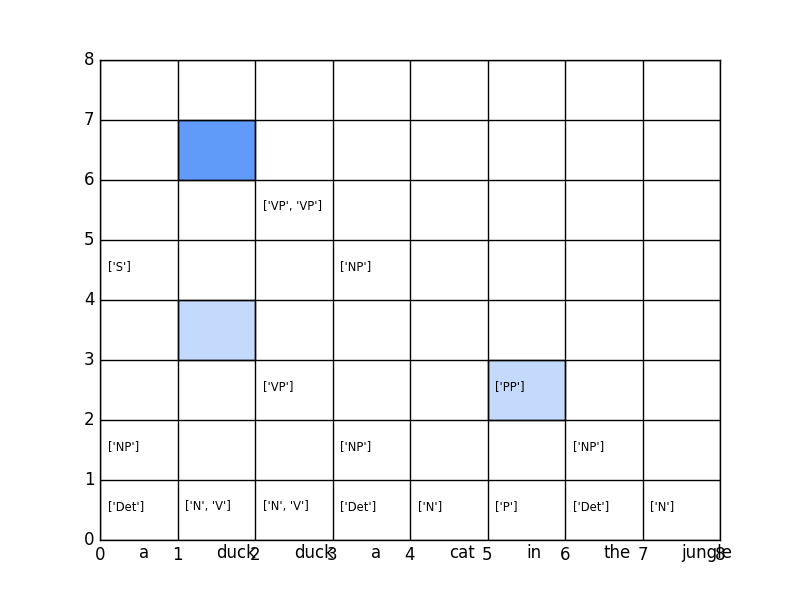 8
7
6
['VP', 'VP']
5
['S'] ['NP']
4
3
['VP'] ['PP']
2
['NP'] ['NP'] ['NP']
1
['Det'] ['N', 'V'] ['N', 'V'] ['Det'] ['N'] ['P'] ['Det'] ['N']
0
a duck duck a cat in the jungle
0 1 2 3 4 5 6 7 8